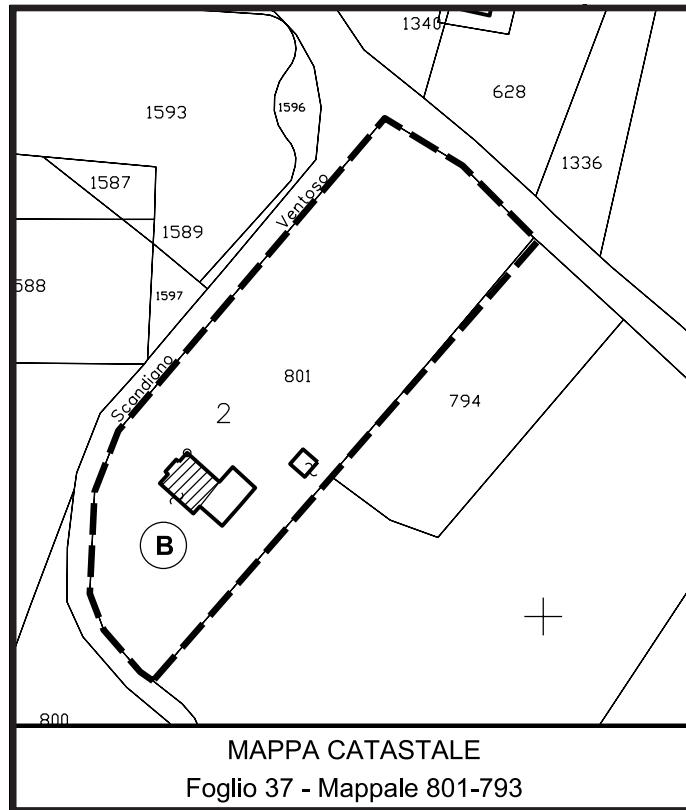 1340
628
1593
1596
1336
1587
Ventoso
1589
588
1597
Scandiano
801
794
2
B
800
MAPPA CATASTALE
Foglio 37 - Mappale 801-793